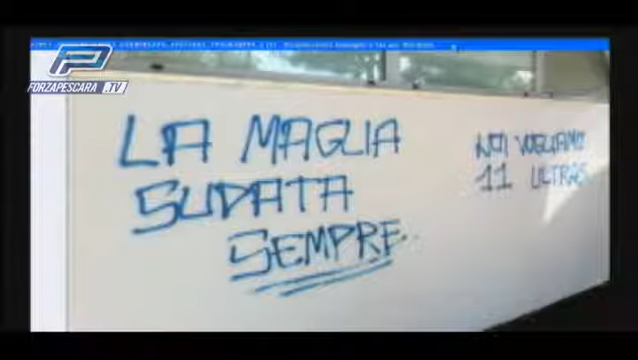 FORZAPESCARA.TV
LA MAGLIA
SUDATA
SEMPRE
NOI VOGLIAMO
11 ULTRAS